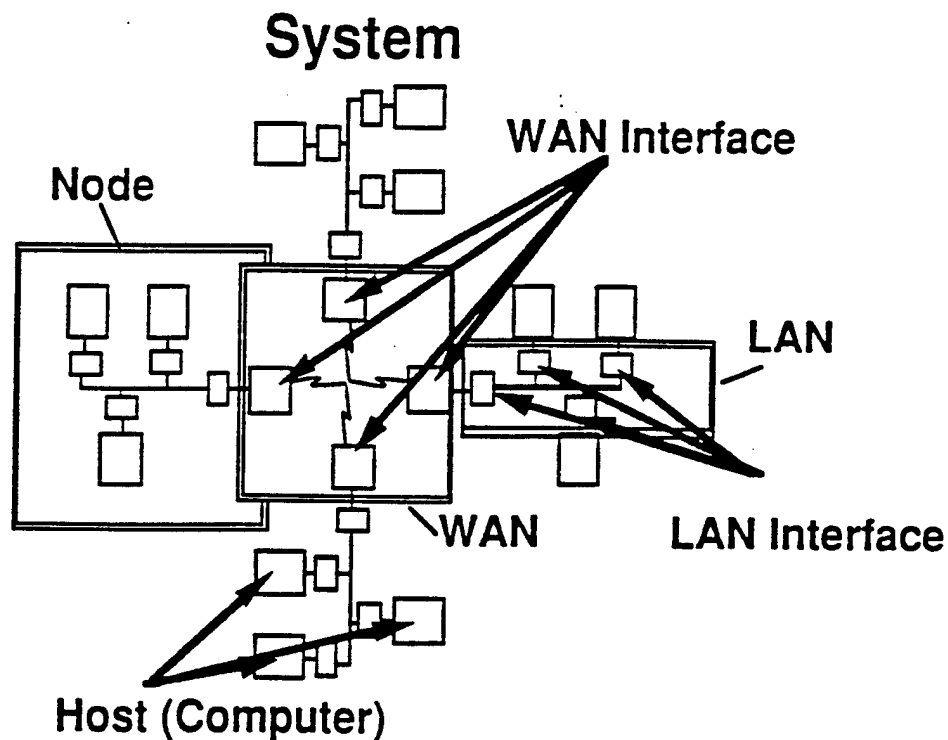 System
WAN Interface
Node
LAN
WAN
LAN Interface
Host (Computer)